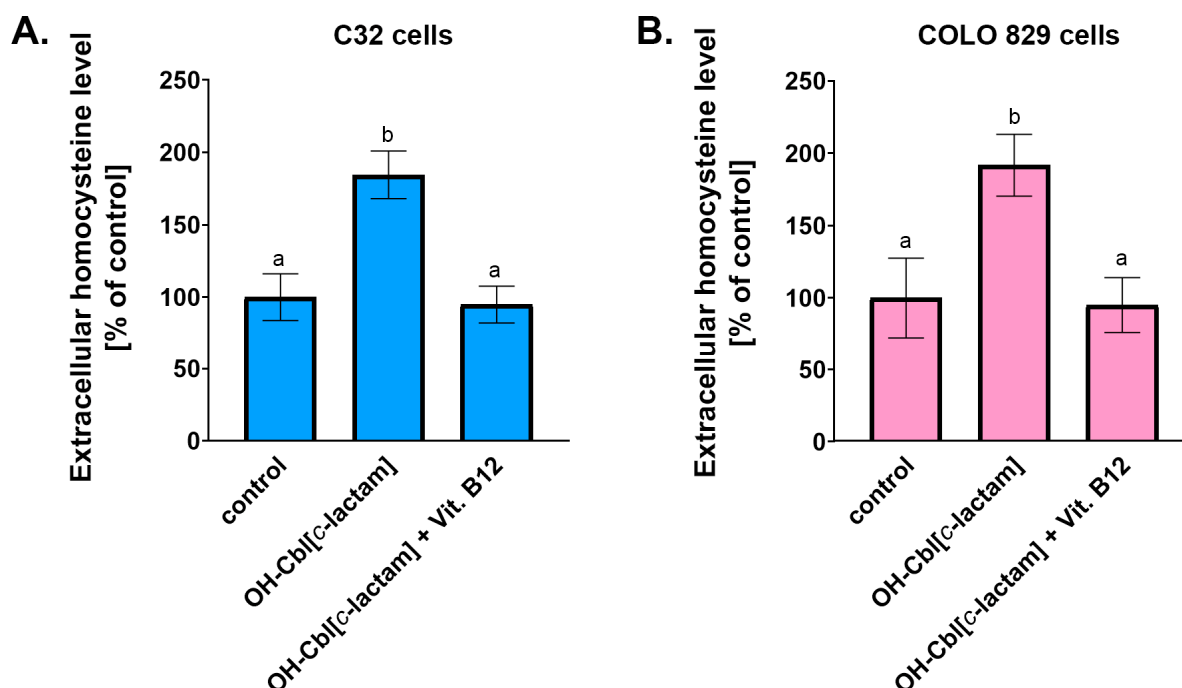 A.
C32 cells
Extracellular homocysteine level
[% of control]
250
200
150
100
50
0
a
b
a
control
OH-Cbl[c-lactam]
OH-Cbl[c-lactam] + Vit. B12
B.
COLO 829 cells
Extracellular homocysteine level
[% of control]
250
200
150
100
50
0
a
b
a
control
OH-Cbl[c-lactam]
OH-Cbl[c-lactam] + Vit. B12